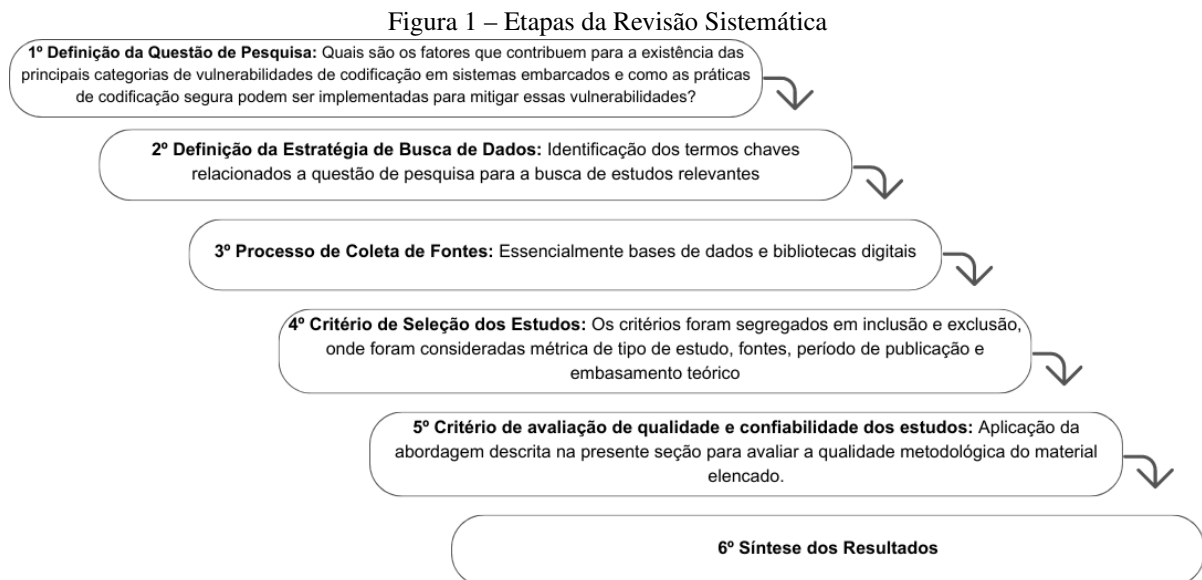 Figura 1 – Etapas da Revisão Sistemática
1º Definição da Questão de Pesquisa: Quais são os fatores que contribuem para a existência das
principais categorias de vulnerabilidades de codificação em sistemas embarcados e como as práticas
de codificação segura podem ser implementadas para mitigar essas vulnerabilidades?
2º Definição da Estratégia de Busca de Dados: Identificação dos termos chaves
relacionados a questão de pesquisa para a busca de estudos relevantes
3º Processo de Coleta de Fontes: Essencialmente bases de dados e bibliotecas digitais
4º Critério de Seleção dos Estudos: Os critérios foram segregados em inclusão e exclusão,
onde foram consideradas métrica de tipo de estudo, fontes, período de publicação e
embasamento teórico
5º Critério de avaliação de qualidade e confiabilidade dos estudos: Aplicação da
abordagem descrita na presente seção para avaliar a qualidade metodológica do material
elencado.
6º Síntese dos Resultados